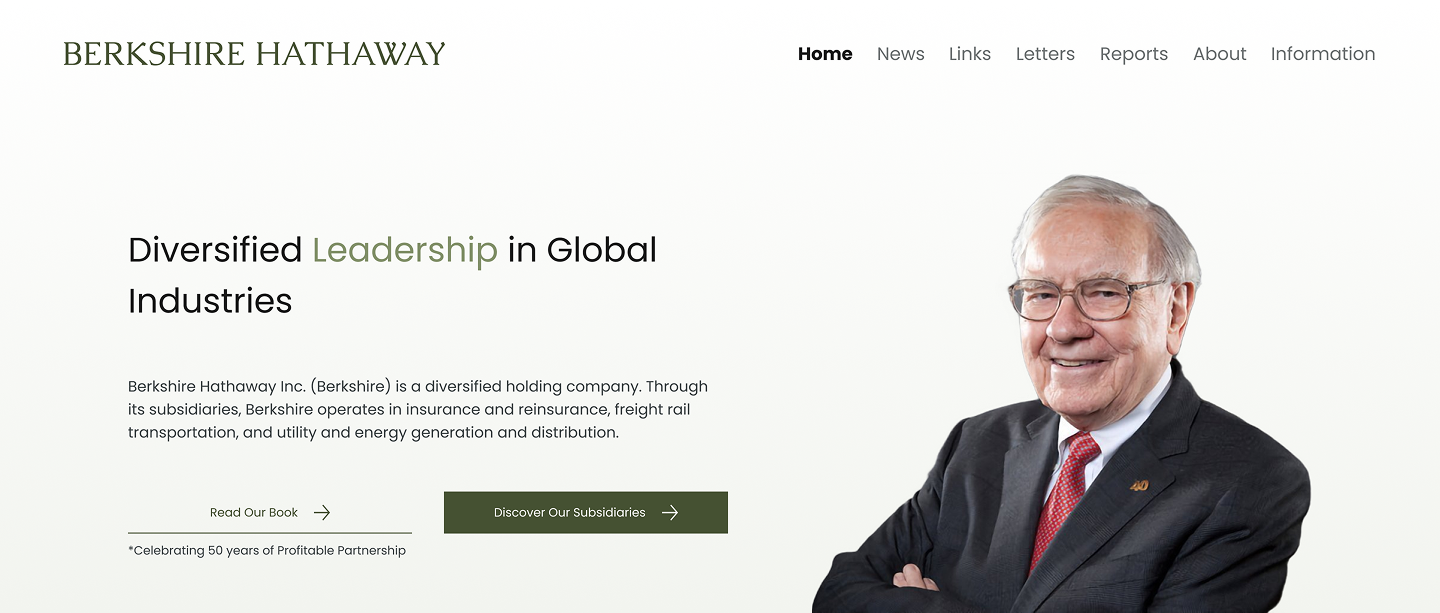 BERKSHIRE HATHAWAY
Home News Links Letters Reports About Information
Diversified Leadership in Global
Industries
Berkshire Hathaway Inc. (Berkshire) is a diversified holding company. Through
its subsidiaries, Berkshire operates in insurance and reinsurance, freight rail
transportation, and utility and energy generation and distribution.
Read Our Book
Discover Our Subsidiaries
*Celebrating 50 years of Profitable Partnership